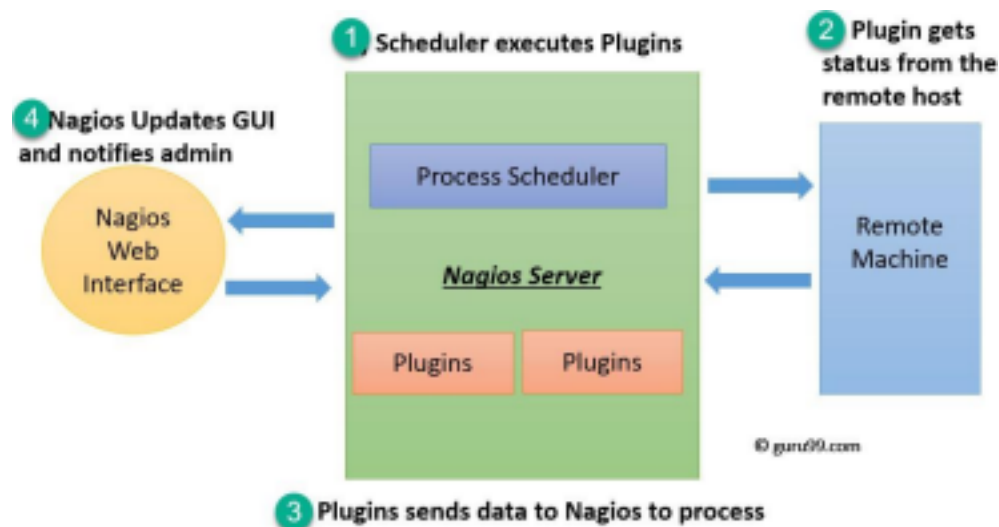 1 Scheduler executes Plugins
2 Plugin gets
status from the
remote host
4 Nagios Updates GUI
and notifies admin
Process Scheduler
Nagios
Web
Interface
Remote
Machine
Nagios Server
Plugins
Plugins
© guru99.com
3 Plugins sends data to Nagios to process